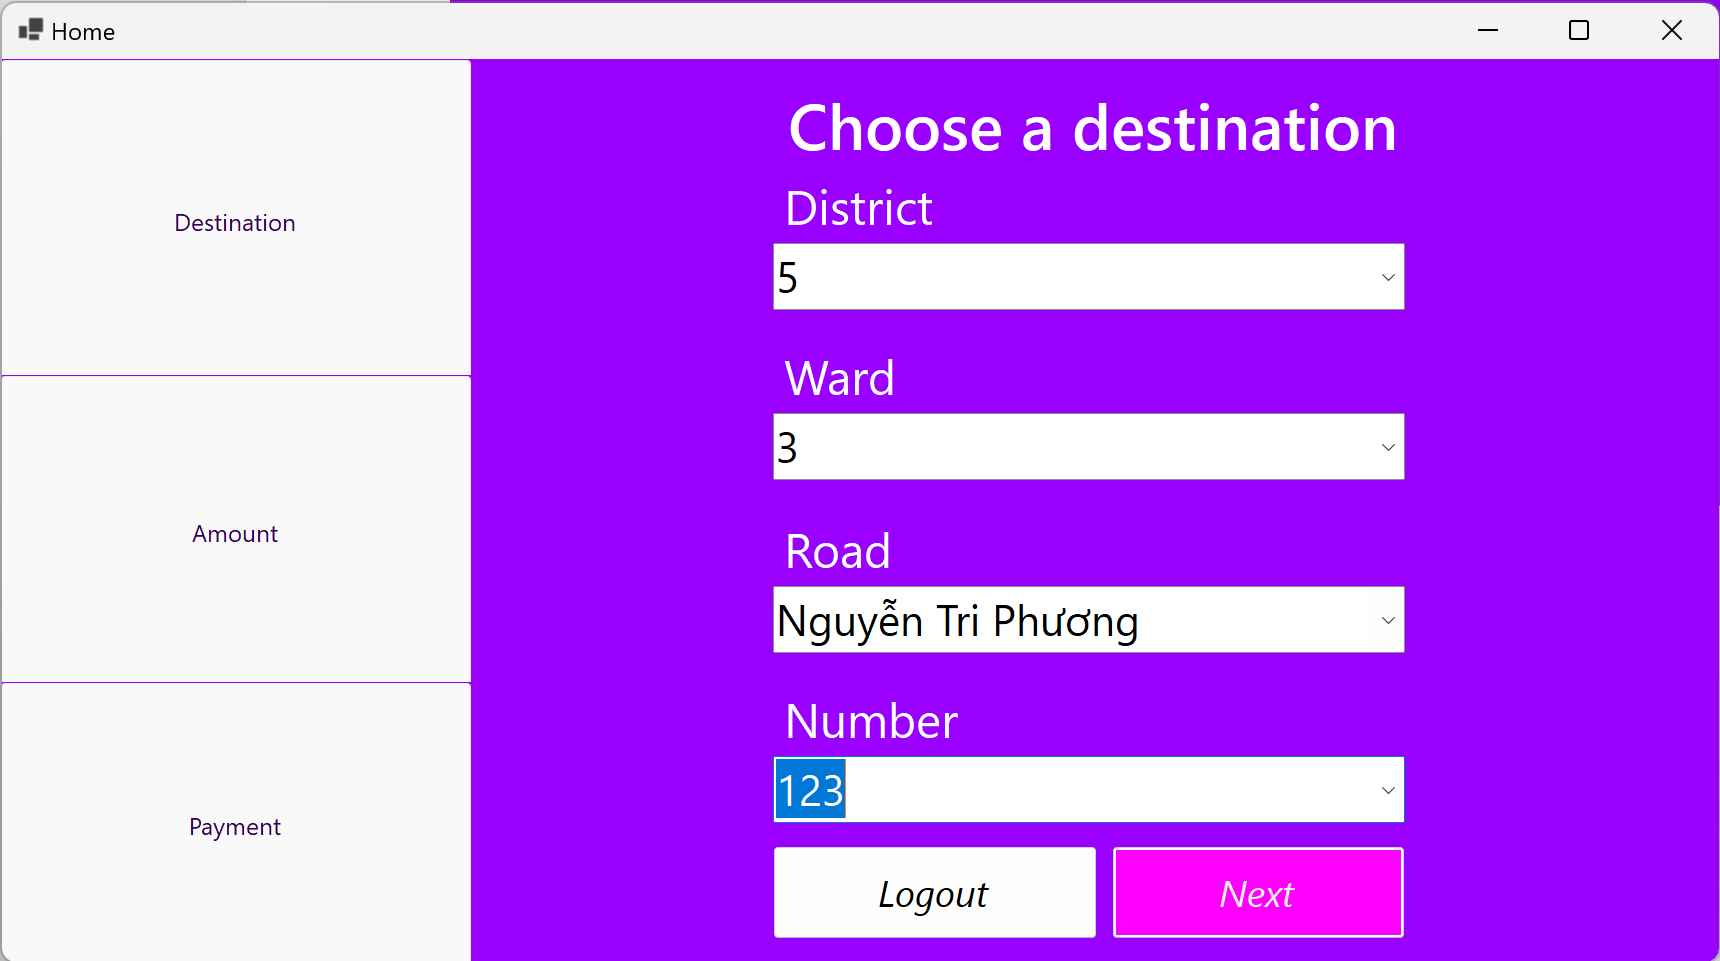 Home
Destination
Amount
Payment
Choose a destination
District
5
Ward
3
Road
Nguyễn Tri Phương
Number
123
Logout
Next